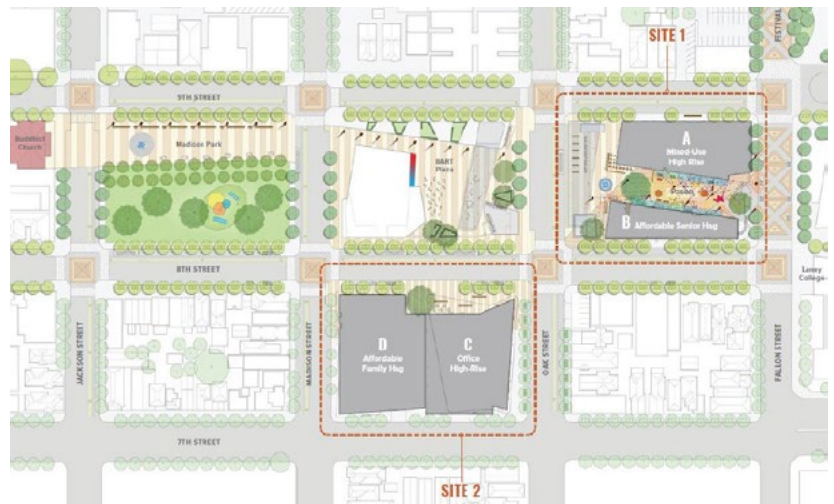 FESTIVAL
SITE 1
9TH STREET
Buddhist
Church
Madison Park
BART
Plaza
A
Mixed-Use
High Rise
Paseo
B Affordable Senior Hsg
8TH STREET
Laney
College
JACKSON STREET
MADISON STREET
OAK STREET
FALLON STREET
D
Affordable
Family Hsg
C
Office
High-Rise
7TH STREET
SITE 2